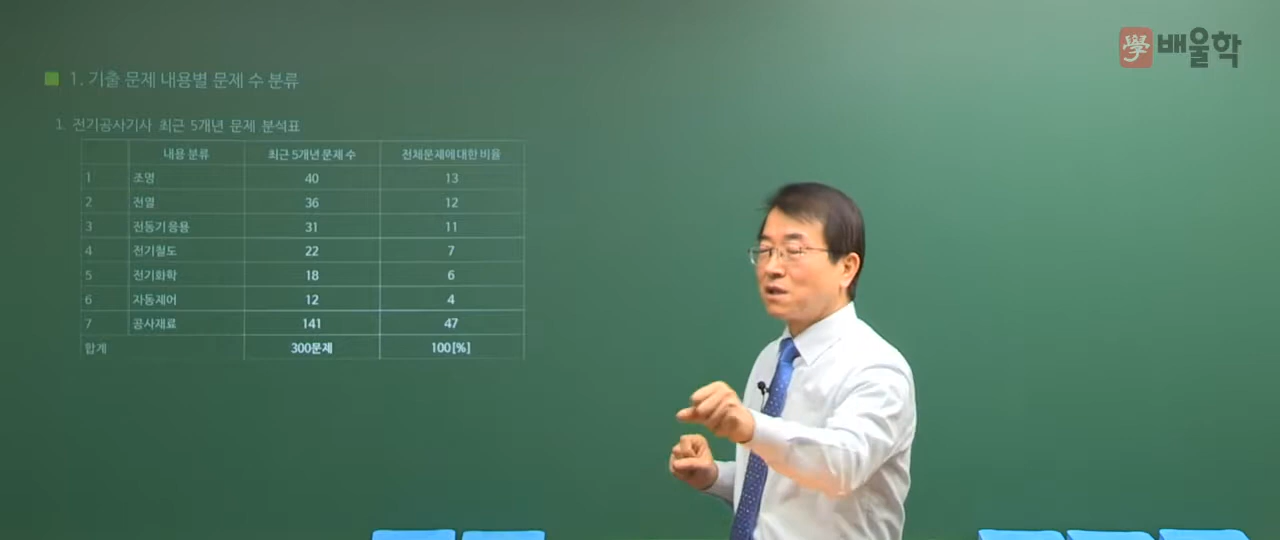 學 배울학
1. 기출 문제 내용별 문제 수 분류
1. 전기공사기사 최근 5개년 문제 분석표
내용 분류 최근 5개년 문제 수 전체문제에 대한 비율
1 조명 40 13
2 전열 36 12
3 전동기 응용 31 11
4 전기철도 22 7
5 전기화학 18 6
6 자동제어 12 4
7 공사재료 141 47
합계 300문제 100[%]